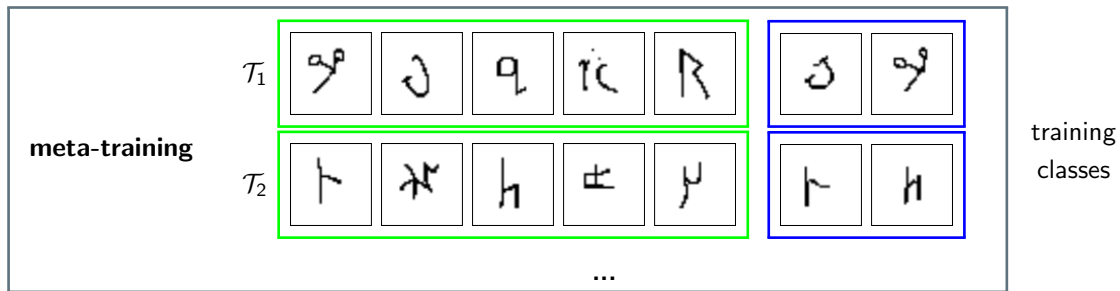 𝒯₁
meta-training
𝒯₂
training
classes
...